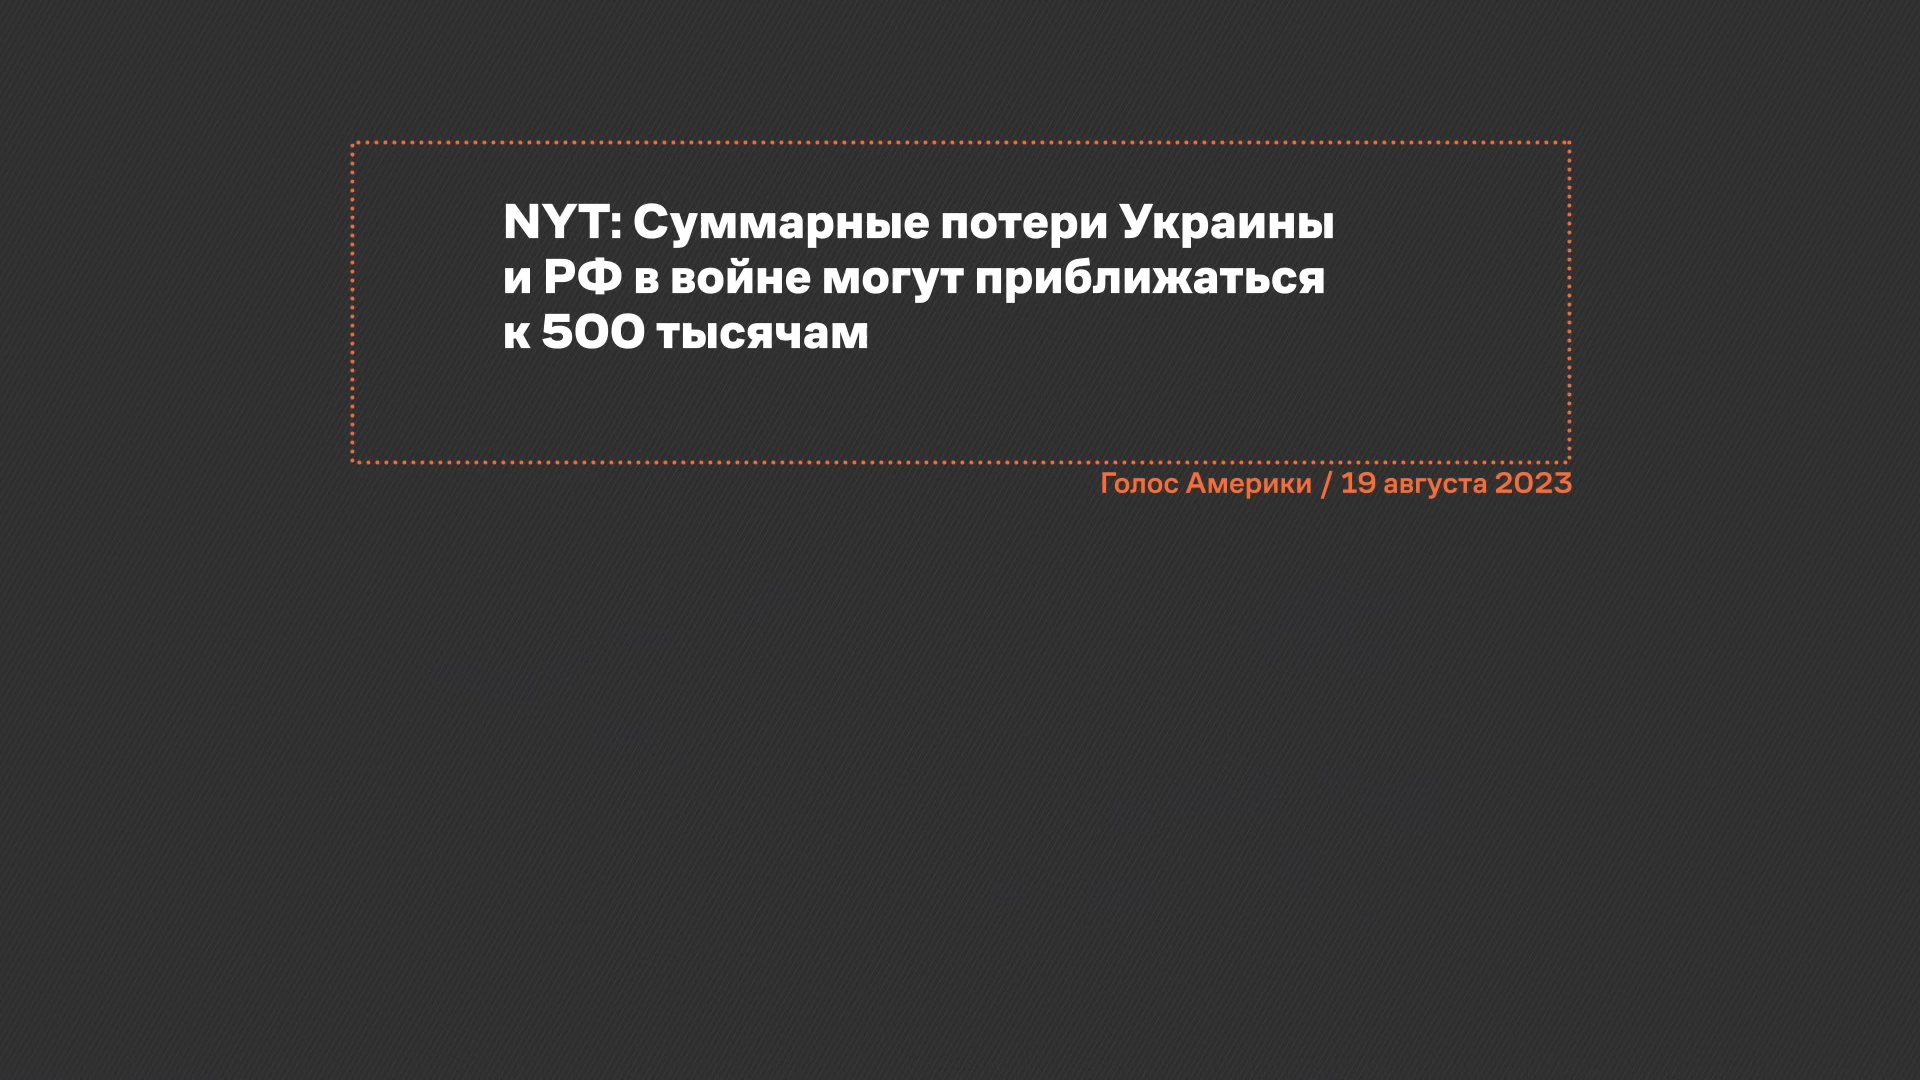 NYT: Суммарные потери Украины
и РФ в войне могут приближаться
к 500 тысячам
Голос Америки / 19 августа 2023